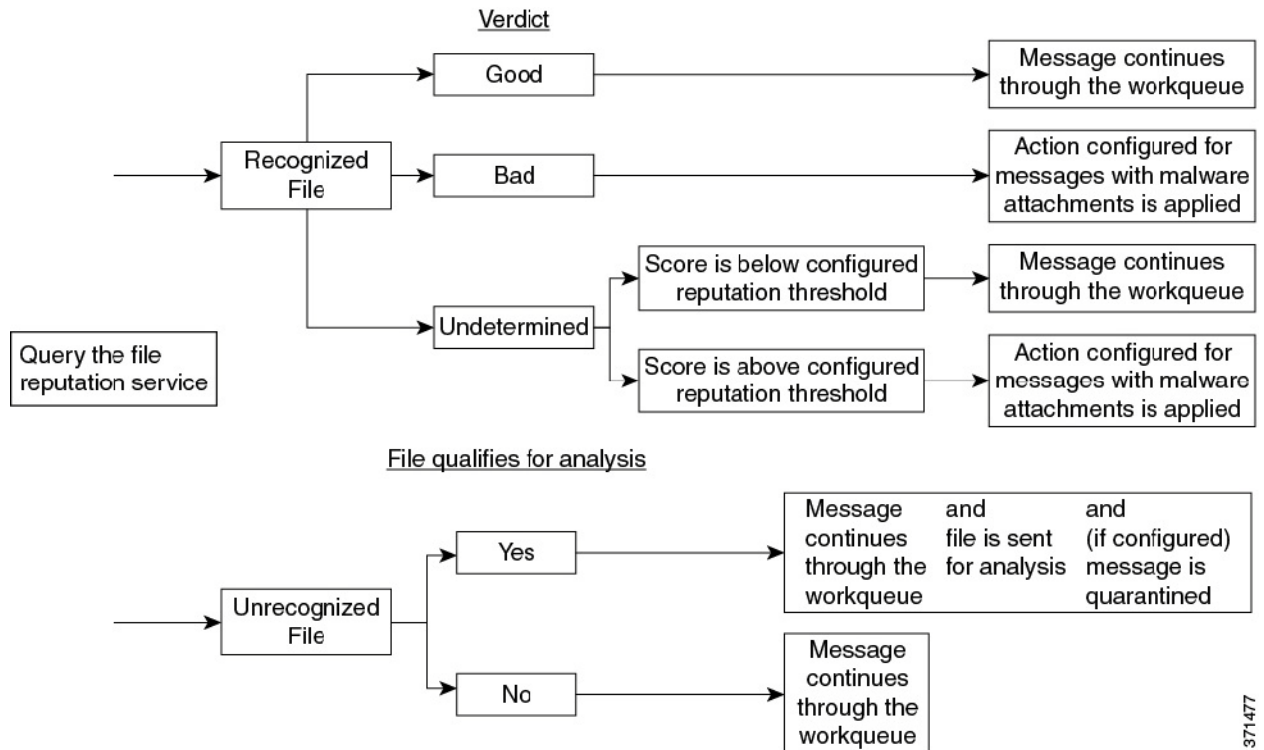 Verdict
Good
Message continues
through the workqueue
Recognized
File
Bad
Action configured for
messages with malware
attachments is applied
Undetermined
Score is below configured
reputation threshold
Message continues
through the workqueue
Score is above configured
reputation threshold
Action configured for
messages with malware
attachments is applied
Query the file
reputation service
File qualifies for analysis
Unrecognized
File
Yes
Message
continues
through the
workqueue
and
file is sent
for analysis
and
(if configured)
message is
quarantined
No
Message
continues
through the
workqueue
371477